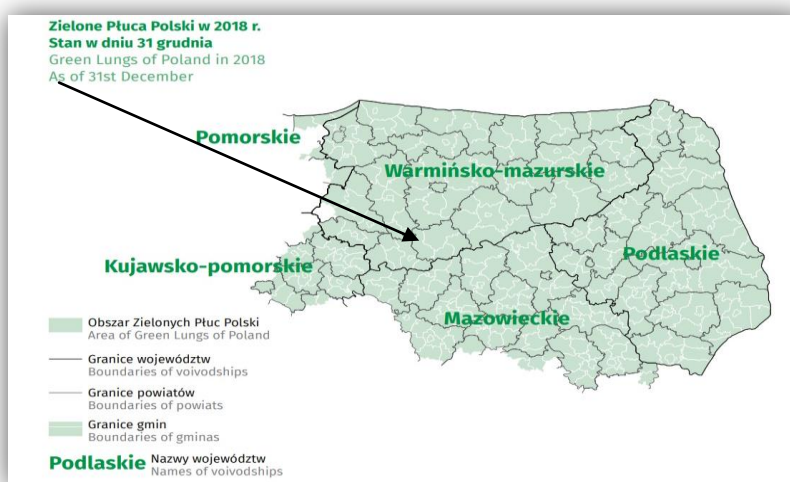 Zielone Płuca Polski w 2018 r.
Stan w dniu 31 grudnia
Green Lungs of Poland in 2018
As of 31st December
Pomorskie
Warmińsko-mazurskie
Kujawsko-pomorskie
Podlaskie
Mazowieckie
Obszar Zielonych Płuc Polski
Area of Green Lungs of Poland
Granice województw
Boundaries of voivodships
Granice powiatów
Boundaries of powiats
Granice gmin
Boundaries of gminas
Podlaskie Nazwy województw
Names of voivodships